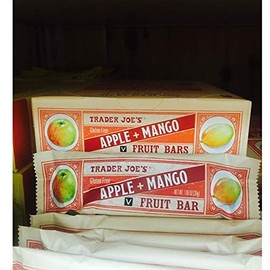 TRADER JOE'S
Gluten Free
APPLE + MANGO
V FRUIT BARS
TRADER JOE'S
Gluten Free
APPLE + MANGO
V FRUIT BAR